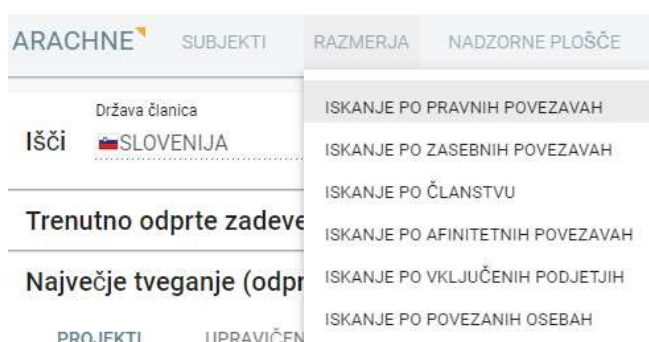 ARACHNE SUBJEKTI RAZMERJA NADZORNE PLOŠČE
ISKANJE PO PRAVNIH POVEZAVAH
ISKANJE PO ZASEBNIH POVEZAVAH
ISKANJE PO ČLANSTVU
ISKANJE PO AFINITETNIH POVEZAVAH
ISKANJE PO VKLJUČENIH PODJETJIH
ISKANJE PO POVEZANIH OSEBAH
Država članica
Išči SLOVENIJA
Trenutno odprte zadeve
Največje tveganje (odpr
PROJEKTI UPRAVIČEN